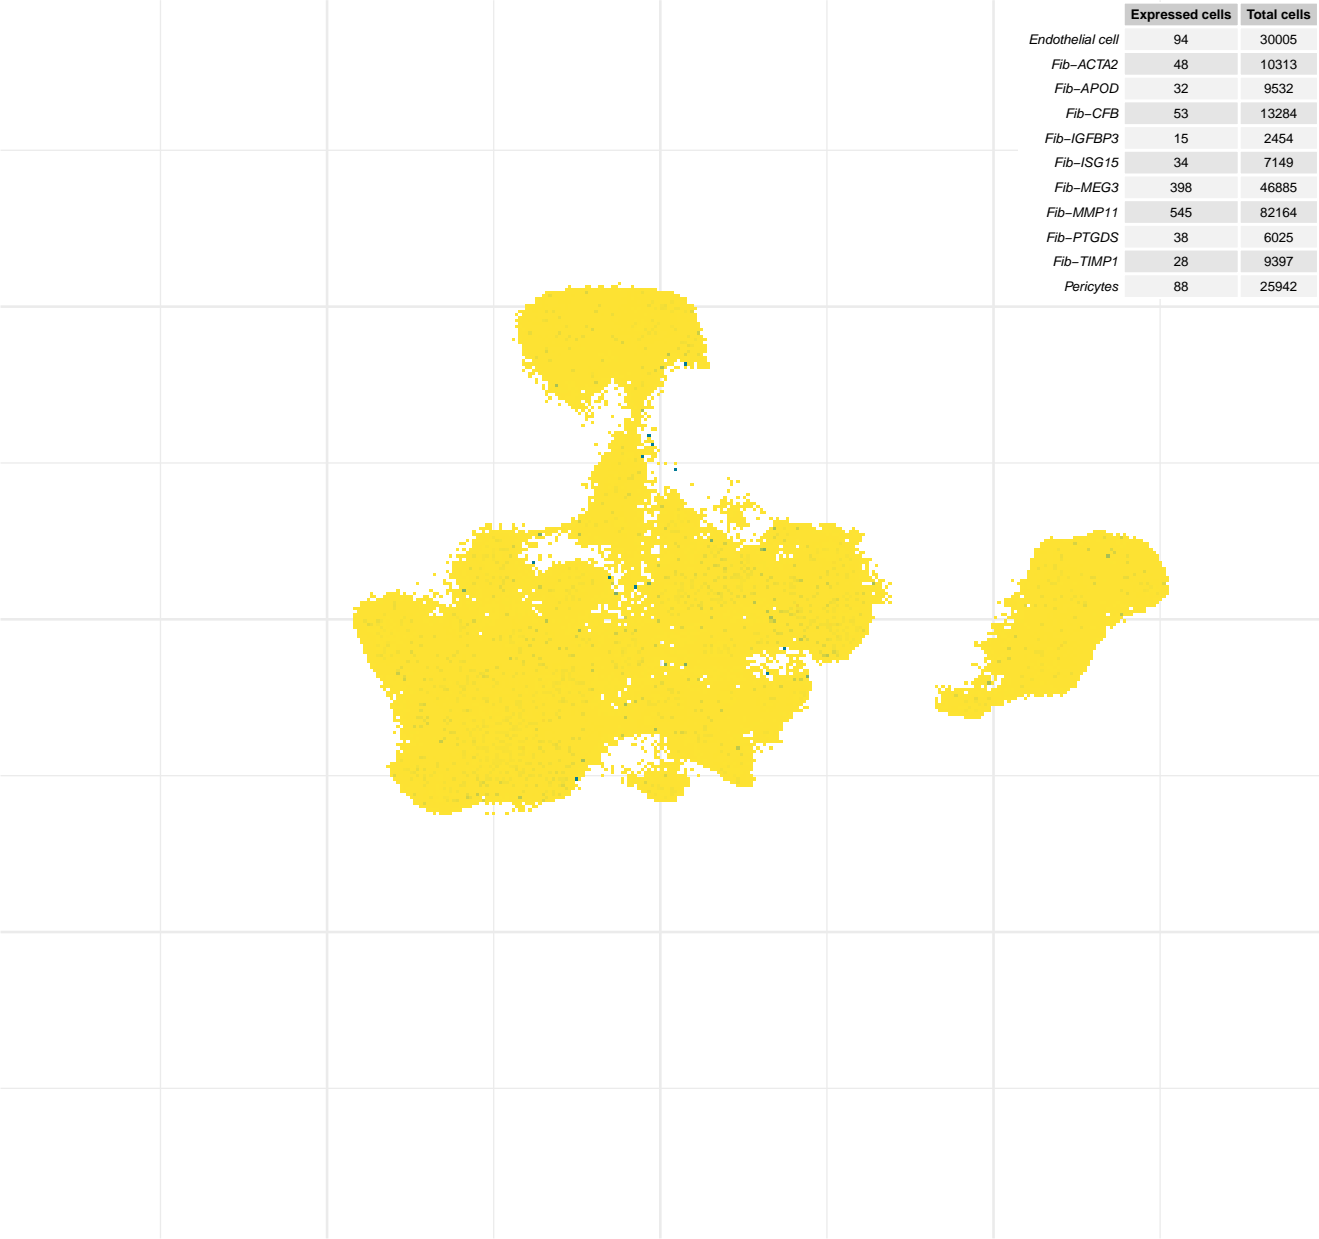 Expressed cells Total cells
Endothelial cell 94 30005
Fib−ACTA2 48 10313
Fib−APOD 32 9532
Fib−CFB 53 13284
Fib−IGFBP3 15 2454
Fib−ISG15 34 7149
Fib−MEG3 398 46885
Fib−MMP11 545 82164
Fib−PTGDS 38 6025
Fib−TIMP1 28 9397
Pericytes 88 25942